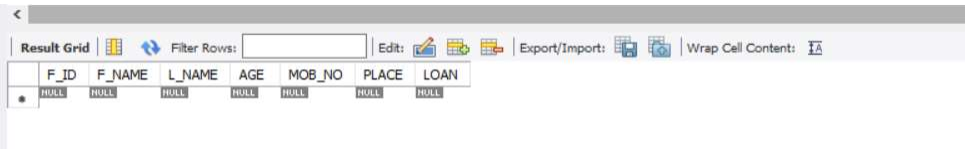 Result Grid Filter Rows: Edit: Export/Import: Wrap Cell Content: IA
F_ID F_NAME L_NAME AGE MOB_NO PLACE LOAN
NULL NULL NULL NULL NULL NULL NULL